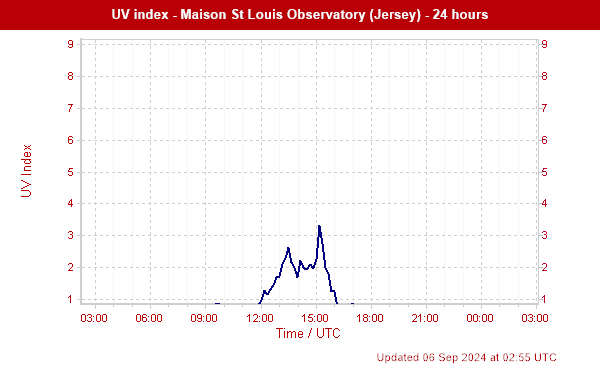 UV index - Maison St Louis Observatory (Jersey) - 24 hours
9 9
8 8
7 7
6 6
5 5
4 4
3 3
2 2
1 1
UV Index
03:00 06:00 09:00 12:00 15:00 18:00 21:00 00:00 03:00
Time / UTC
Updated 06 Sep 2024 at 02:55 UTC